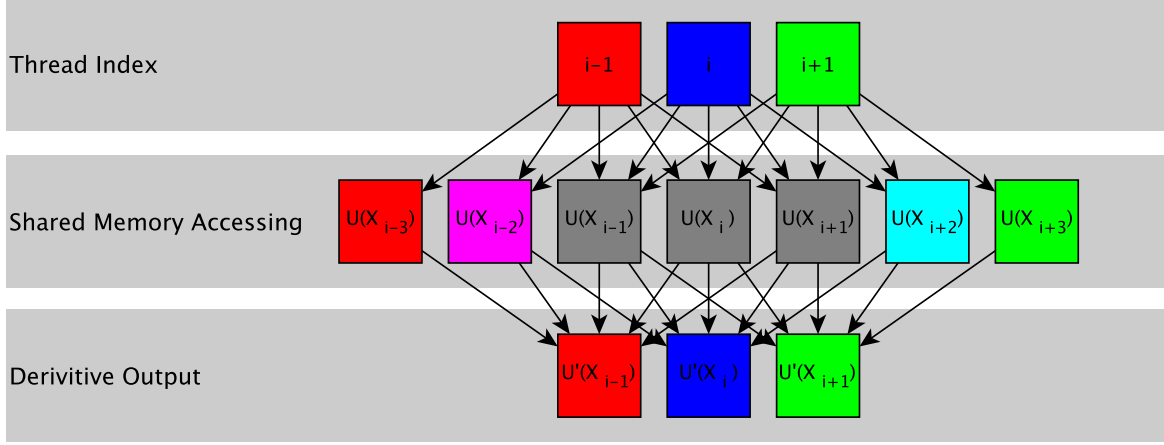 Thread Index
i-1
i
i+1
Shared Memory Accessing
U(X i-3)
U(X i-2)
U(X i-1)
U(X i )
U(X i+1)
U(X i+2)
U(X i+3)
Derivitive Output
U'(X i-1)
U'(X i )
U'(X i+1)